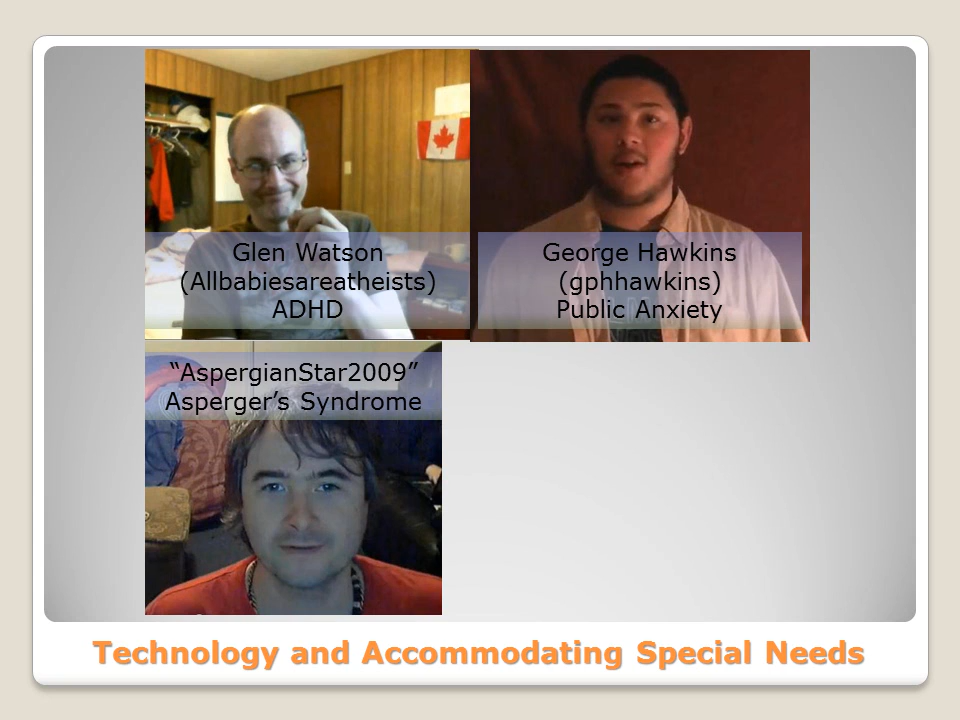 Glen Watson
(Allbabiesareatheists)
ADHD
George Hawkins
(gphhawkins)
Public Anxiety
“AspergianStar2009”
Asperger’s Syndrome
Technology and Accommodating Special Needs